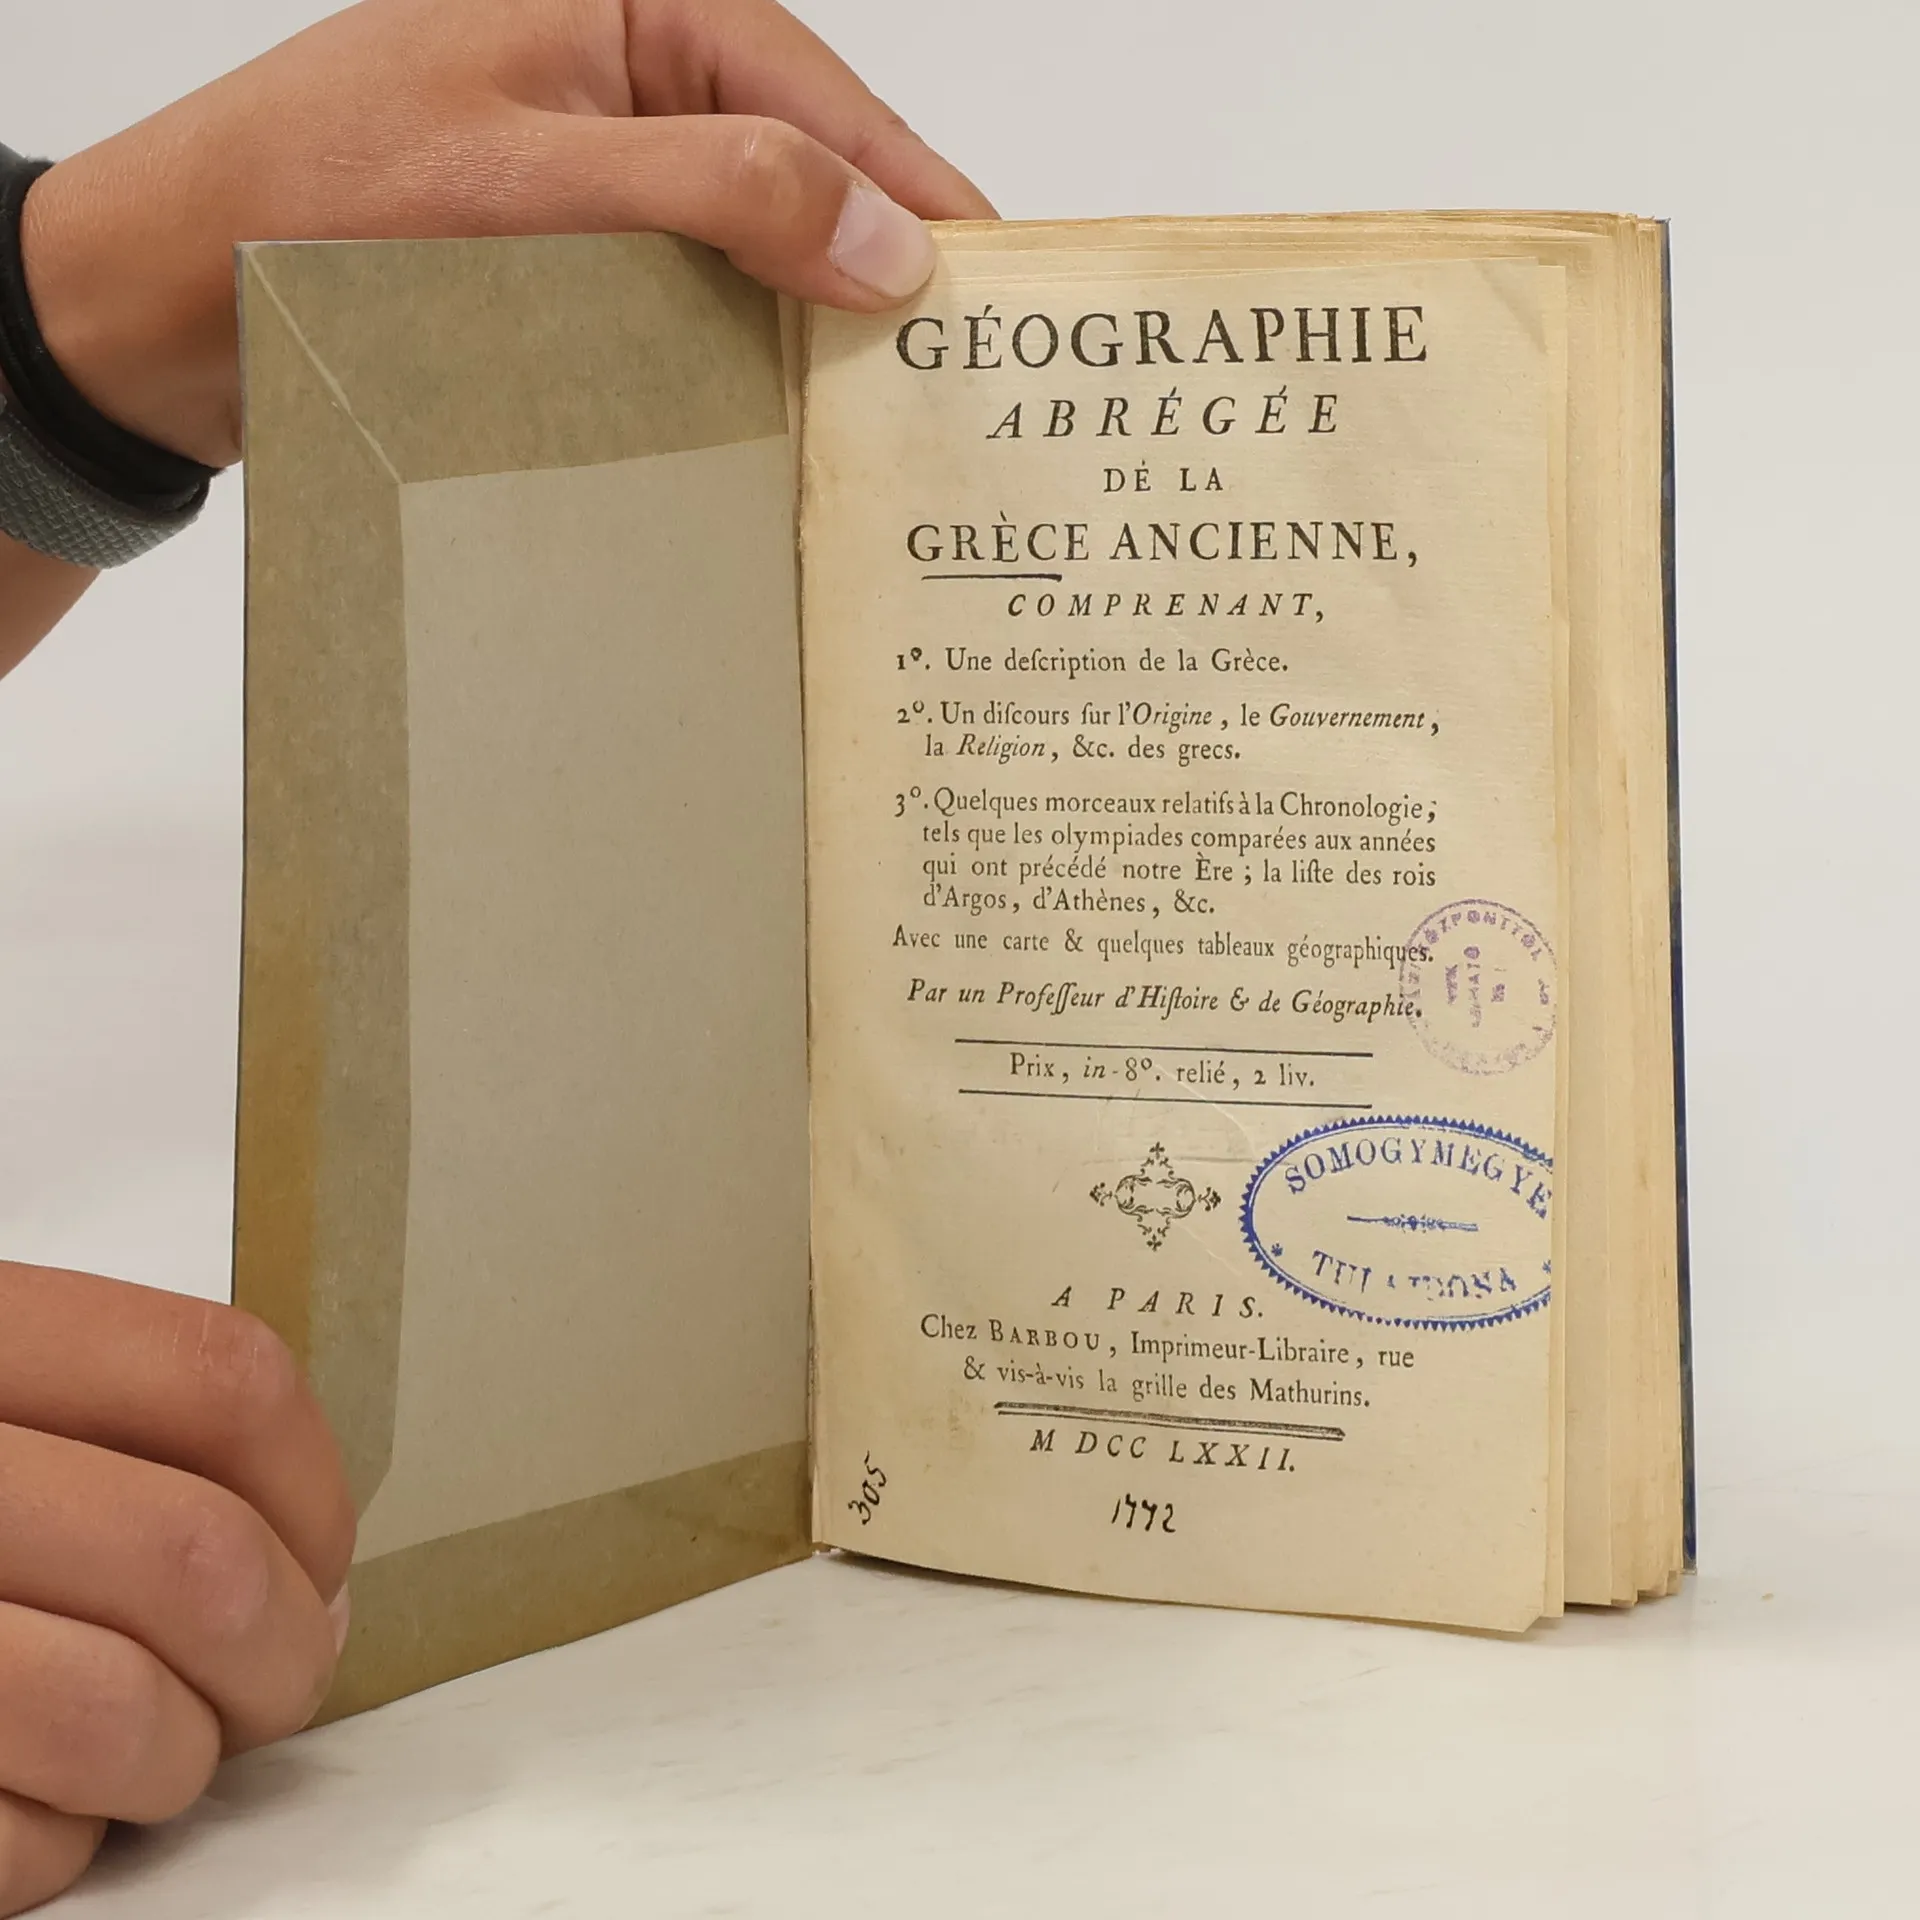 GÉOGRAPHIE
ABRÉGÉE
DE LA
GRÈCE ANCIENNE,
COMPRENANT,
1º. Une deſcription de la Grèce.
2º. Un diſcours ſur l'Origine, le Gouvernement,
la Religion, &c. des grecs.
3º. Quelques morceaux relatifs à la Chronologie;
tels que les olympiades comparées aux années
qui ont précédé notre Ère; la liſte des rois
d'Argos, d'Athènes, &c.
Avec une carte & quelques tableaux géographiques.
Par un Profeſſeur d'Hiſtoire & de Géographie.
Prix, in-8º. relié, 2 liv.
SOMOGYMEGYE
A PARIS.
Chez BARBOU, Imprimeur-Libraire, rue
& vis-à-vis la grille des Mathurins.
M DCC LXXII.
305
1772